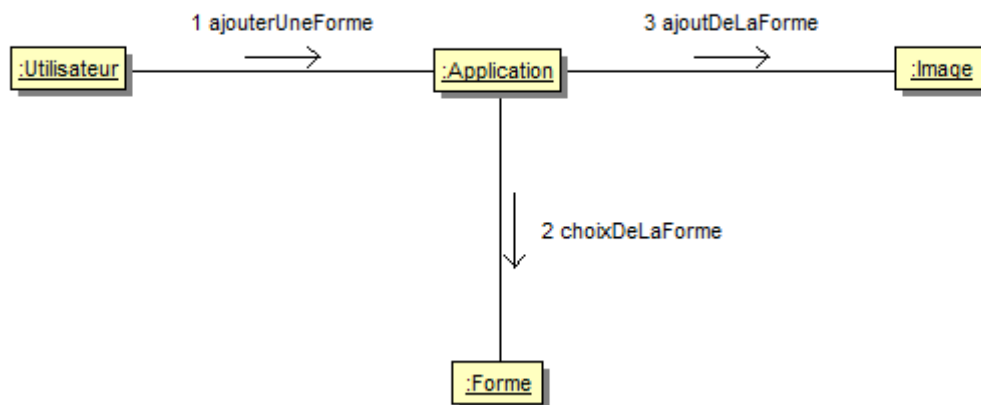 1 ajouterUneForme
3 ajoutDeLaForme
:Utilisateur
:Application
:Image
2 choixDeLaForme
:Forme